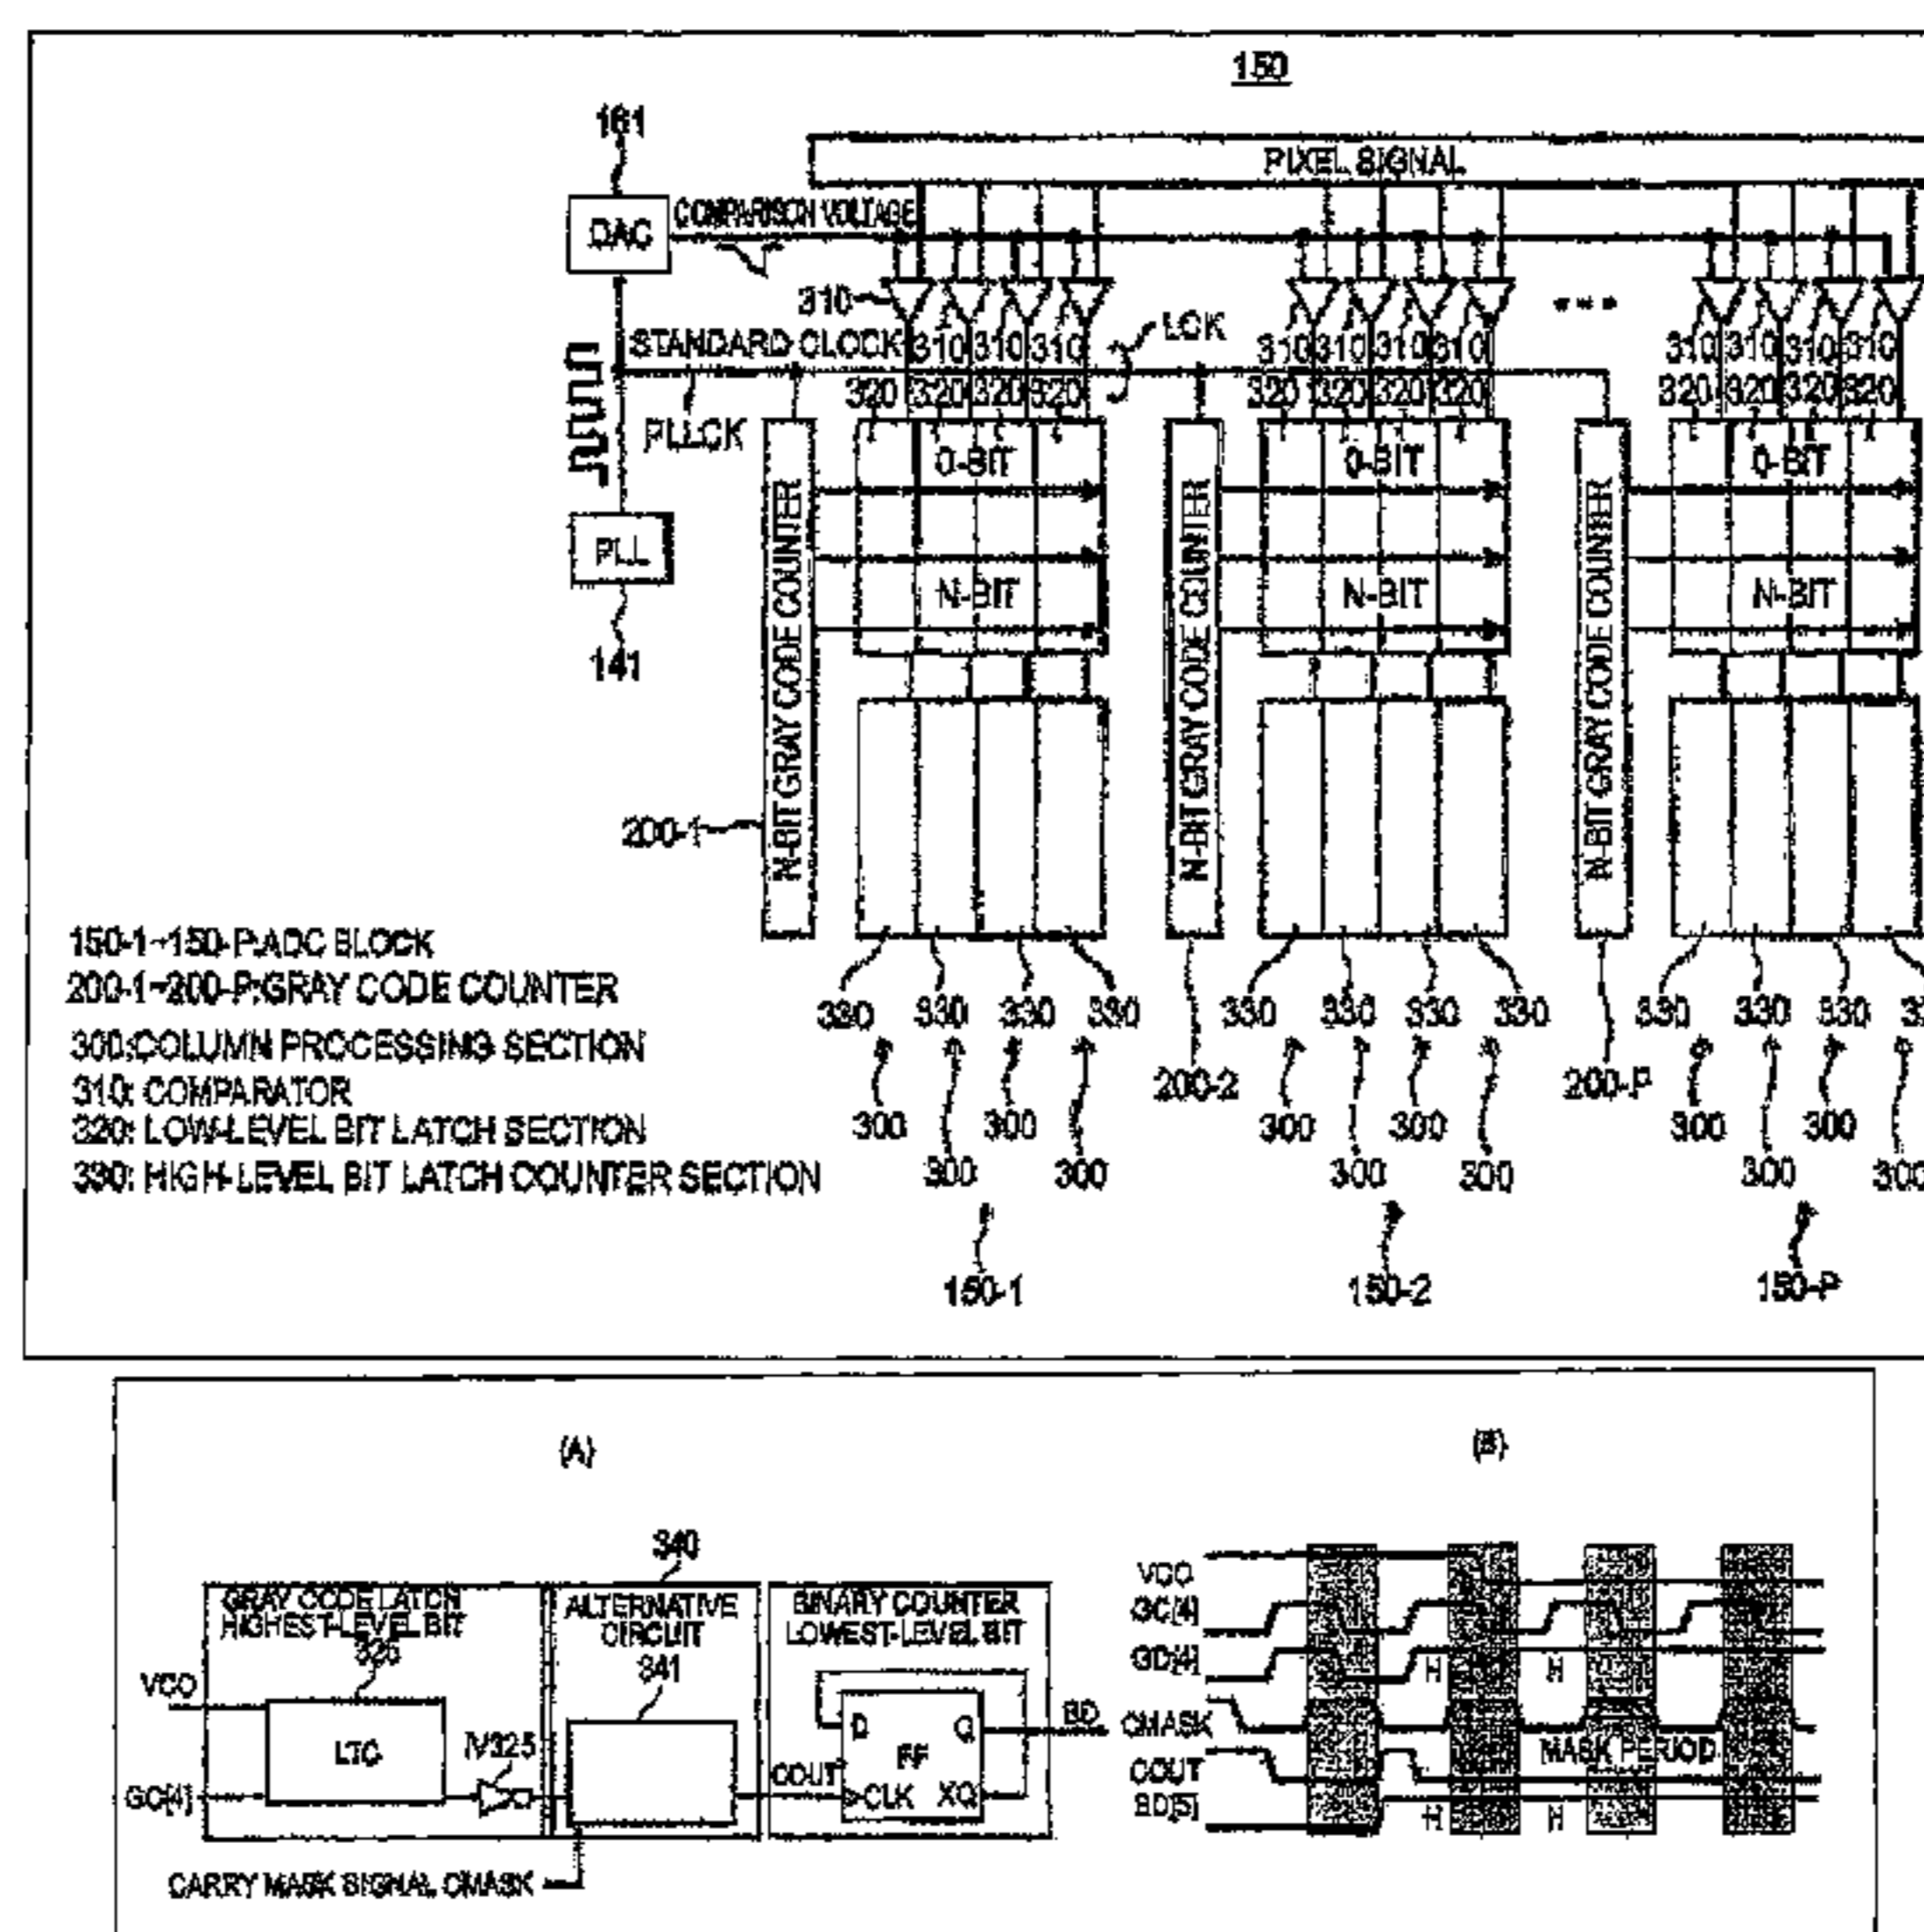 150
161
PIXEL SIGNAL
DAC
COMPARISON VOLTAGE
310
LCK
STANDARD CLOCK
310 310 310
310 310 310 310
310 310 310 310
320 320 320 320
320 320 320 320
320 320 320 320
PLLCK
0-BIT
0-BIT
0-BIT
PLL
N-BIT
N-BIT
N-BIT
141
N-BIT GRAY CODE COUNTER
N-BIT GRAY CODE COUNTER
N-BIT GRAY CODE COUNTER
200-1
150-1~150-P:ADC BLOCK
200-1~200-P:GRAY CODE COUNTER
300:COLUMN PROCESSING SECTION
310: COMPARATOR
320: LOW-LEVEL BIT LATCH SECTION
330: HIGH-LEVEL BIT LATCH COUNTER SECTION
330 330 330 330
330 330 330 330
330 330 330
200-2
200-P
300 300
300 300
300 300
300 300
300 300
300 300
150-1
150-2
150-P
(A)
(B)
340
GRAY CODE LATCH
HIGHEST-LEVEL BIT
325
ALTERNATIVE
CIRCUIT
341
BINARY COUNTER
LOWEST-LEVEL BIT
VCO
LTC
IV325
GC[4]
COUT
D Q
FF
CLK XQ
BD
CARRY MASK SIGNAL CMASK
VCO
GC[4]
GD[4]
H H
CMASK
MASK PERIOD
COUT
BD[5]
H H